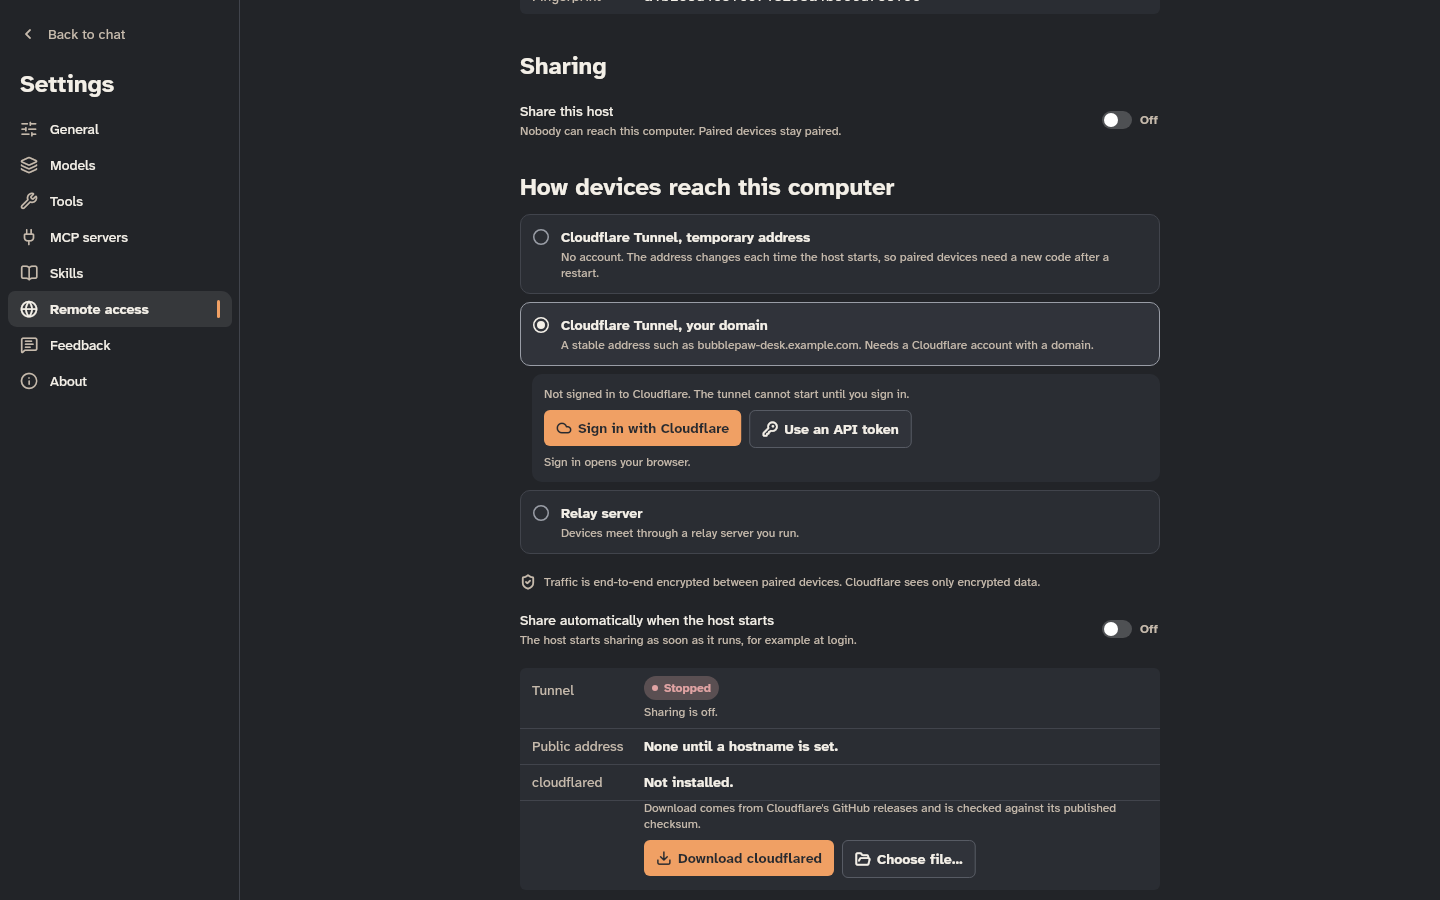 Back to chat
Settings
General
Models
Tools
MCP servers
Skills
Remote access
Feedback
About
Sharing
Share this host
Nobody can reach this computer. Paired devices stay paired.
Off
How devices reach this computer
Cloudflare Tunnel, temporary address
No account. The address changes each time the host starts, so paired devices need a new code after a
restart.
Cloudflare Tunnel, your domain
A stable address such as bubblepaw-desk.example.com. Needs a Cloudflare account with a domain.
Not signed in to Cloudflare. The tunnel cannot start until you sign in.
Sign in with Cloudflare
Use an API token
Sign in opens your browser.
Relay server
Devices meet through a relay server you run.
Traffic is end-to-end encrypted between paired devices. Cloudflare sees only encrypted data.
Share automatically when the host starts
The host starts sharing as soon as it runs, for example at login.
Off
Tunnel
Stopped
Sharing is off.
Public address
None until a hostname is set.
cloudflared
Not installed.
Download comes from Cloudflare's GitHub releases and is checked against its published
checksum.
Download cloudflared
Choose file...